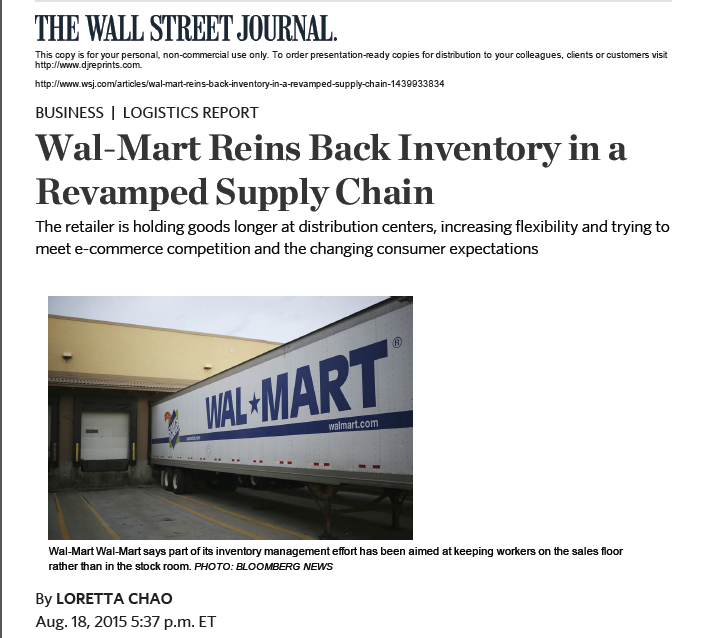 THE WALL STREET JOURNAL.
This copy is for your personal, non-commercial use only. To order presentation-ready copies for distribution to your colleagues, clients or customers visit
http://www.djreprints.com.
http://www.wsj.com/articles/wal-mart-reins-back-inventory-in-a-revamped-supply-chain-1439933834
BUSINESS | LOGISTICS REPORT
Wal-Mart Reins Back Inventory in a
Revamped Supply Chain
The retailer is holding goods longer at distribution centers, increasing flexibility and trying to
meet e-commerce competition and the changing consumer expectations
WAL★MART®
walmart.com
Wal-Mart Wal-Mart says part of its inventory management effort has been aimed at keeping workers on the sales floor
rather than in the stock room. PHOTO: BLOOMBERG NEWS
By LORETTA CHAO
Aug. 18, 2015 5:37 p.m. ET